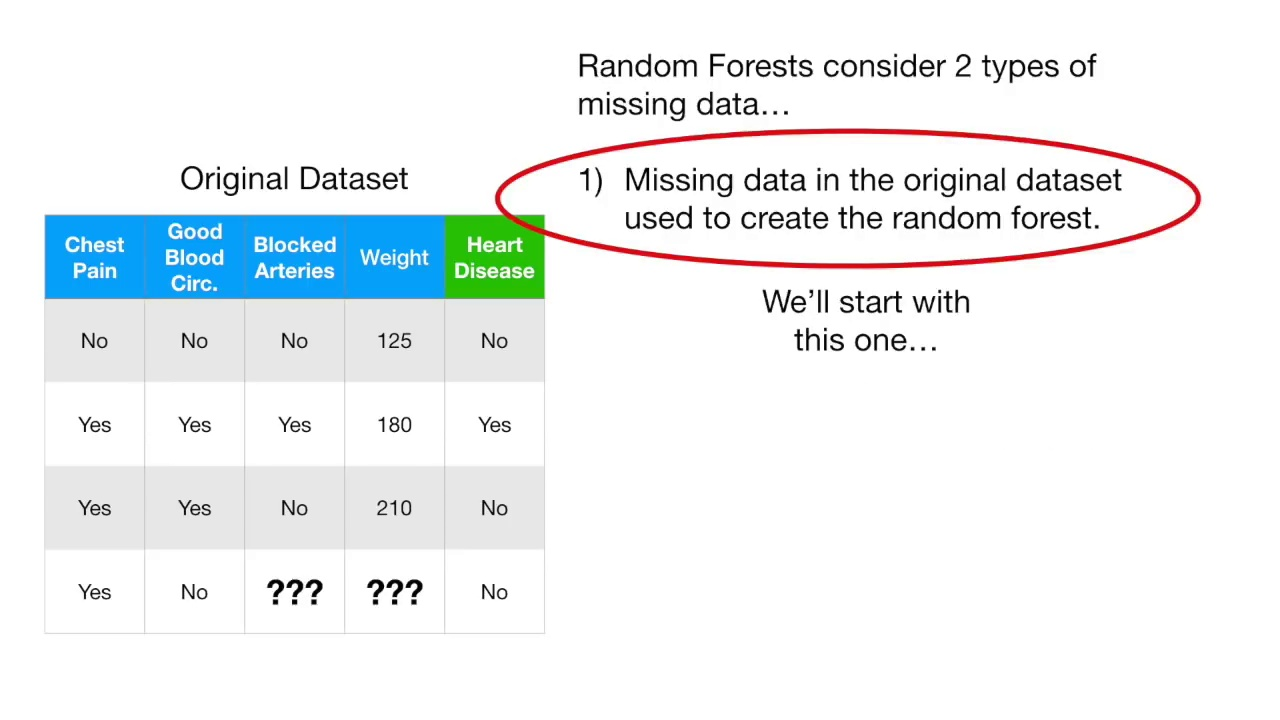 Random Forests consider 2 types of
missing data…
1) Missing data in the original dataset
used to create the random forest.
We'll start with
this one…
Original Dataset
Chest Pain Good Blood Circ. Blocked Arteries Weight Heart Disease
No No No 125 No
Yes Yes Yes 180 Yes
Yes Yes No 210 No
Yes No ??? ??? No